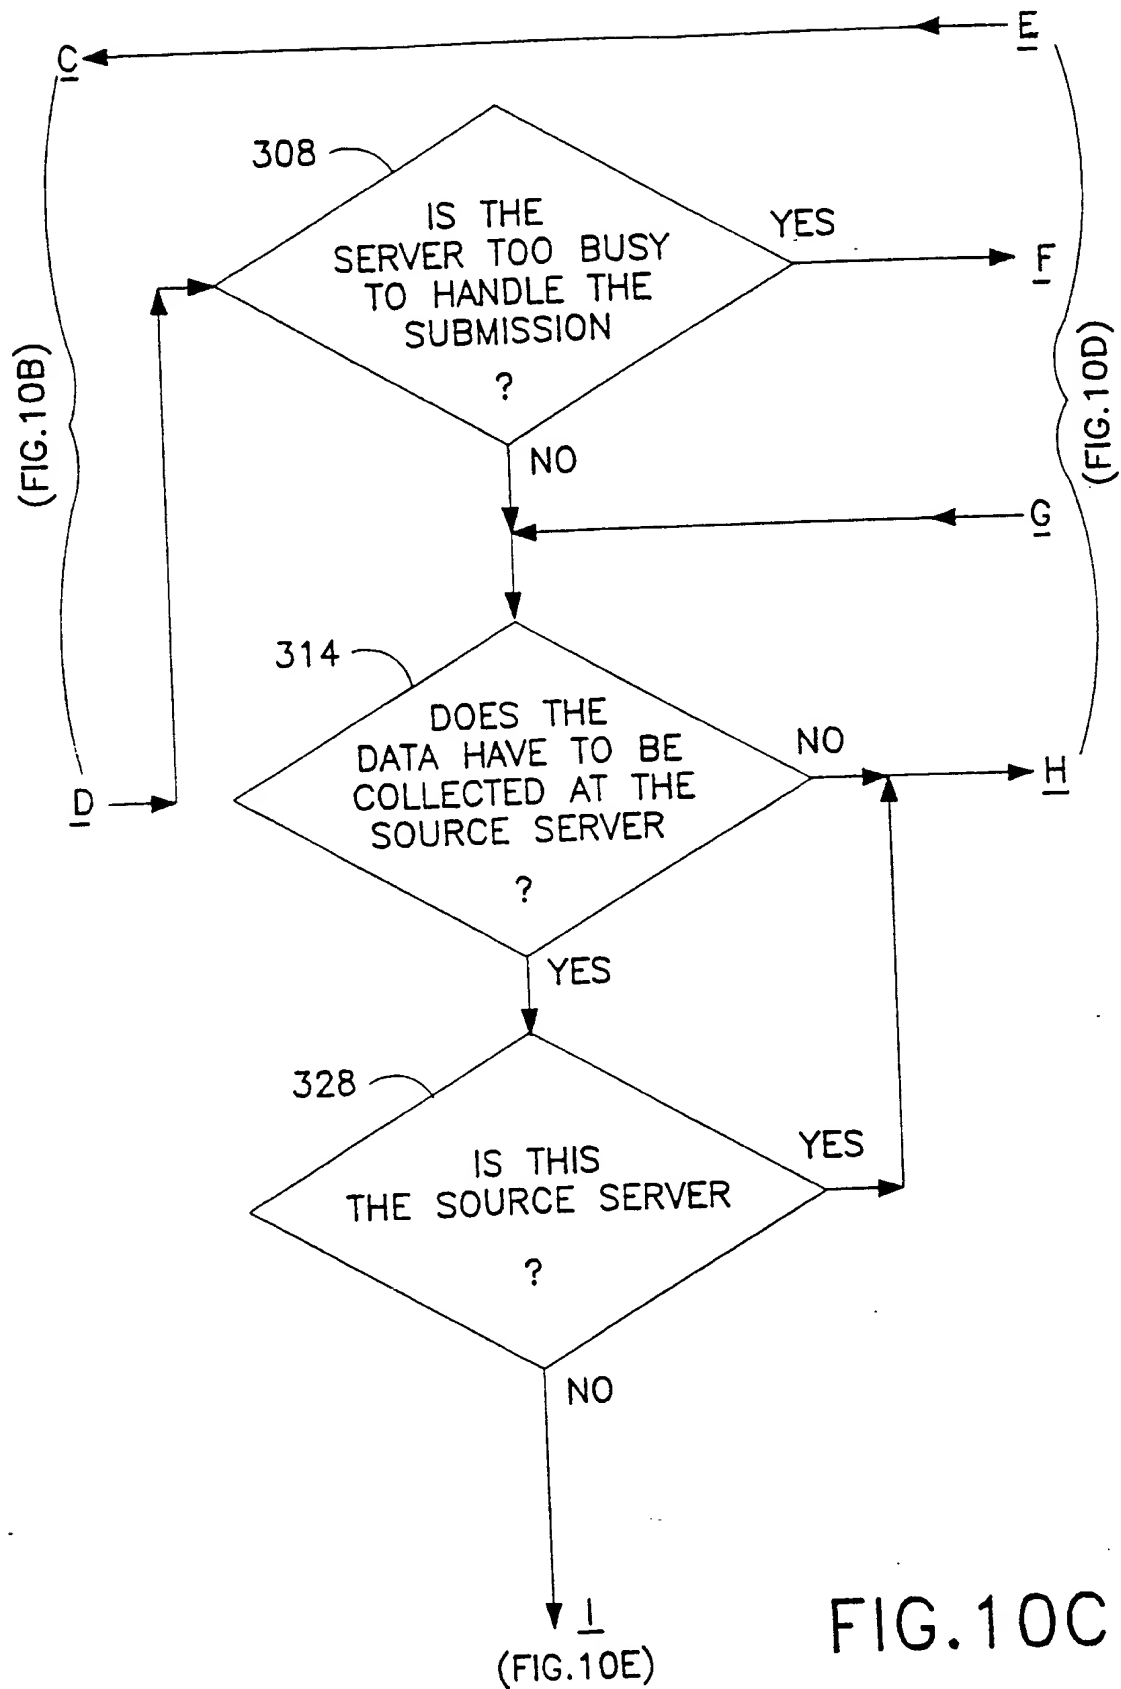 C
E
308
IS THE
SERVER TOO BUSY
TO HANDLE THE
SUBMISSION
?
YES
F
(FIG.10B)
(FIG.10D)
NO
G
314
DOES THE
DATA HAVE TO BE
COLLECTED AT THE
SOURCE SERVER
?
NO
H
D
YES
328
IS THIS
THE SOURCE SERVER
?
YES
NO
I
(FIG.10E)
FIG.10C